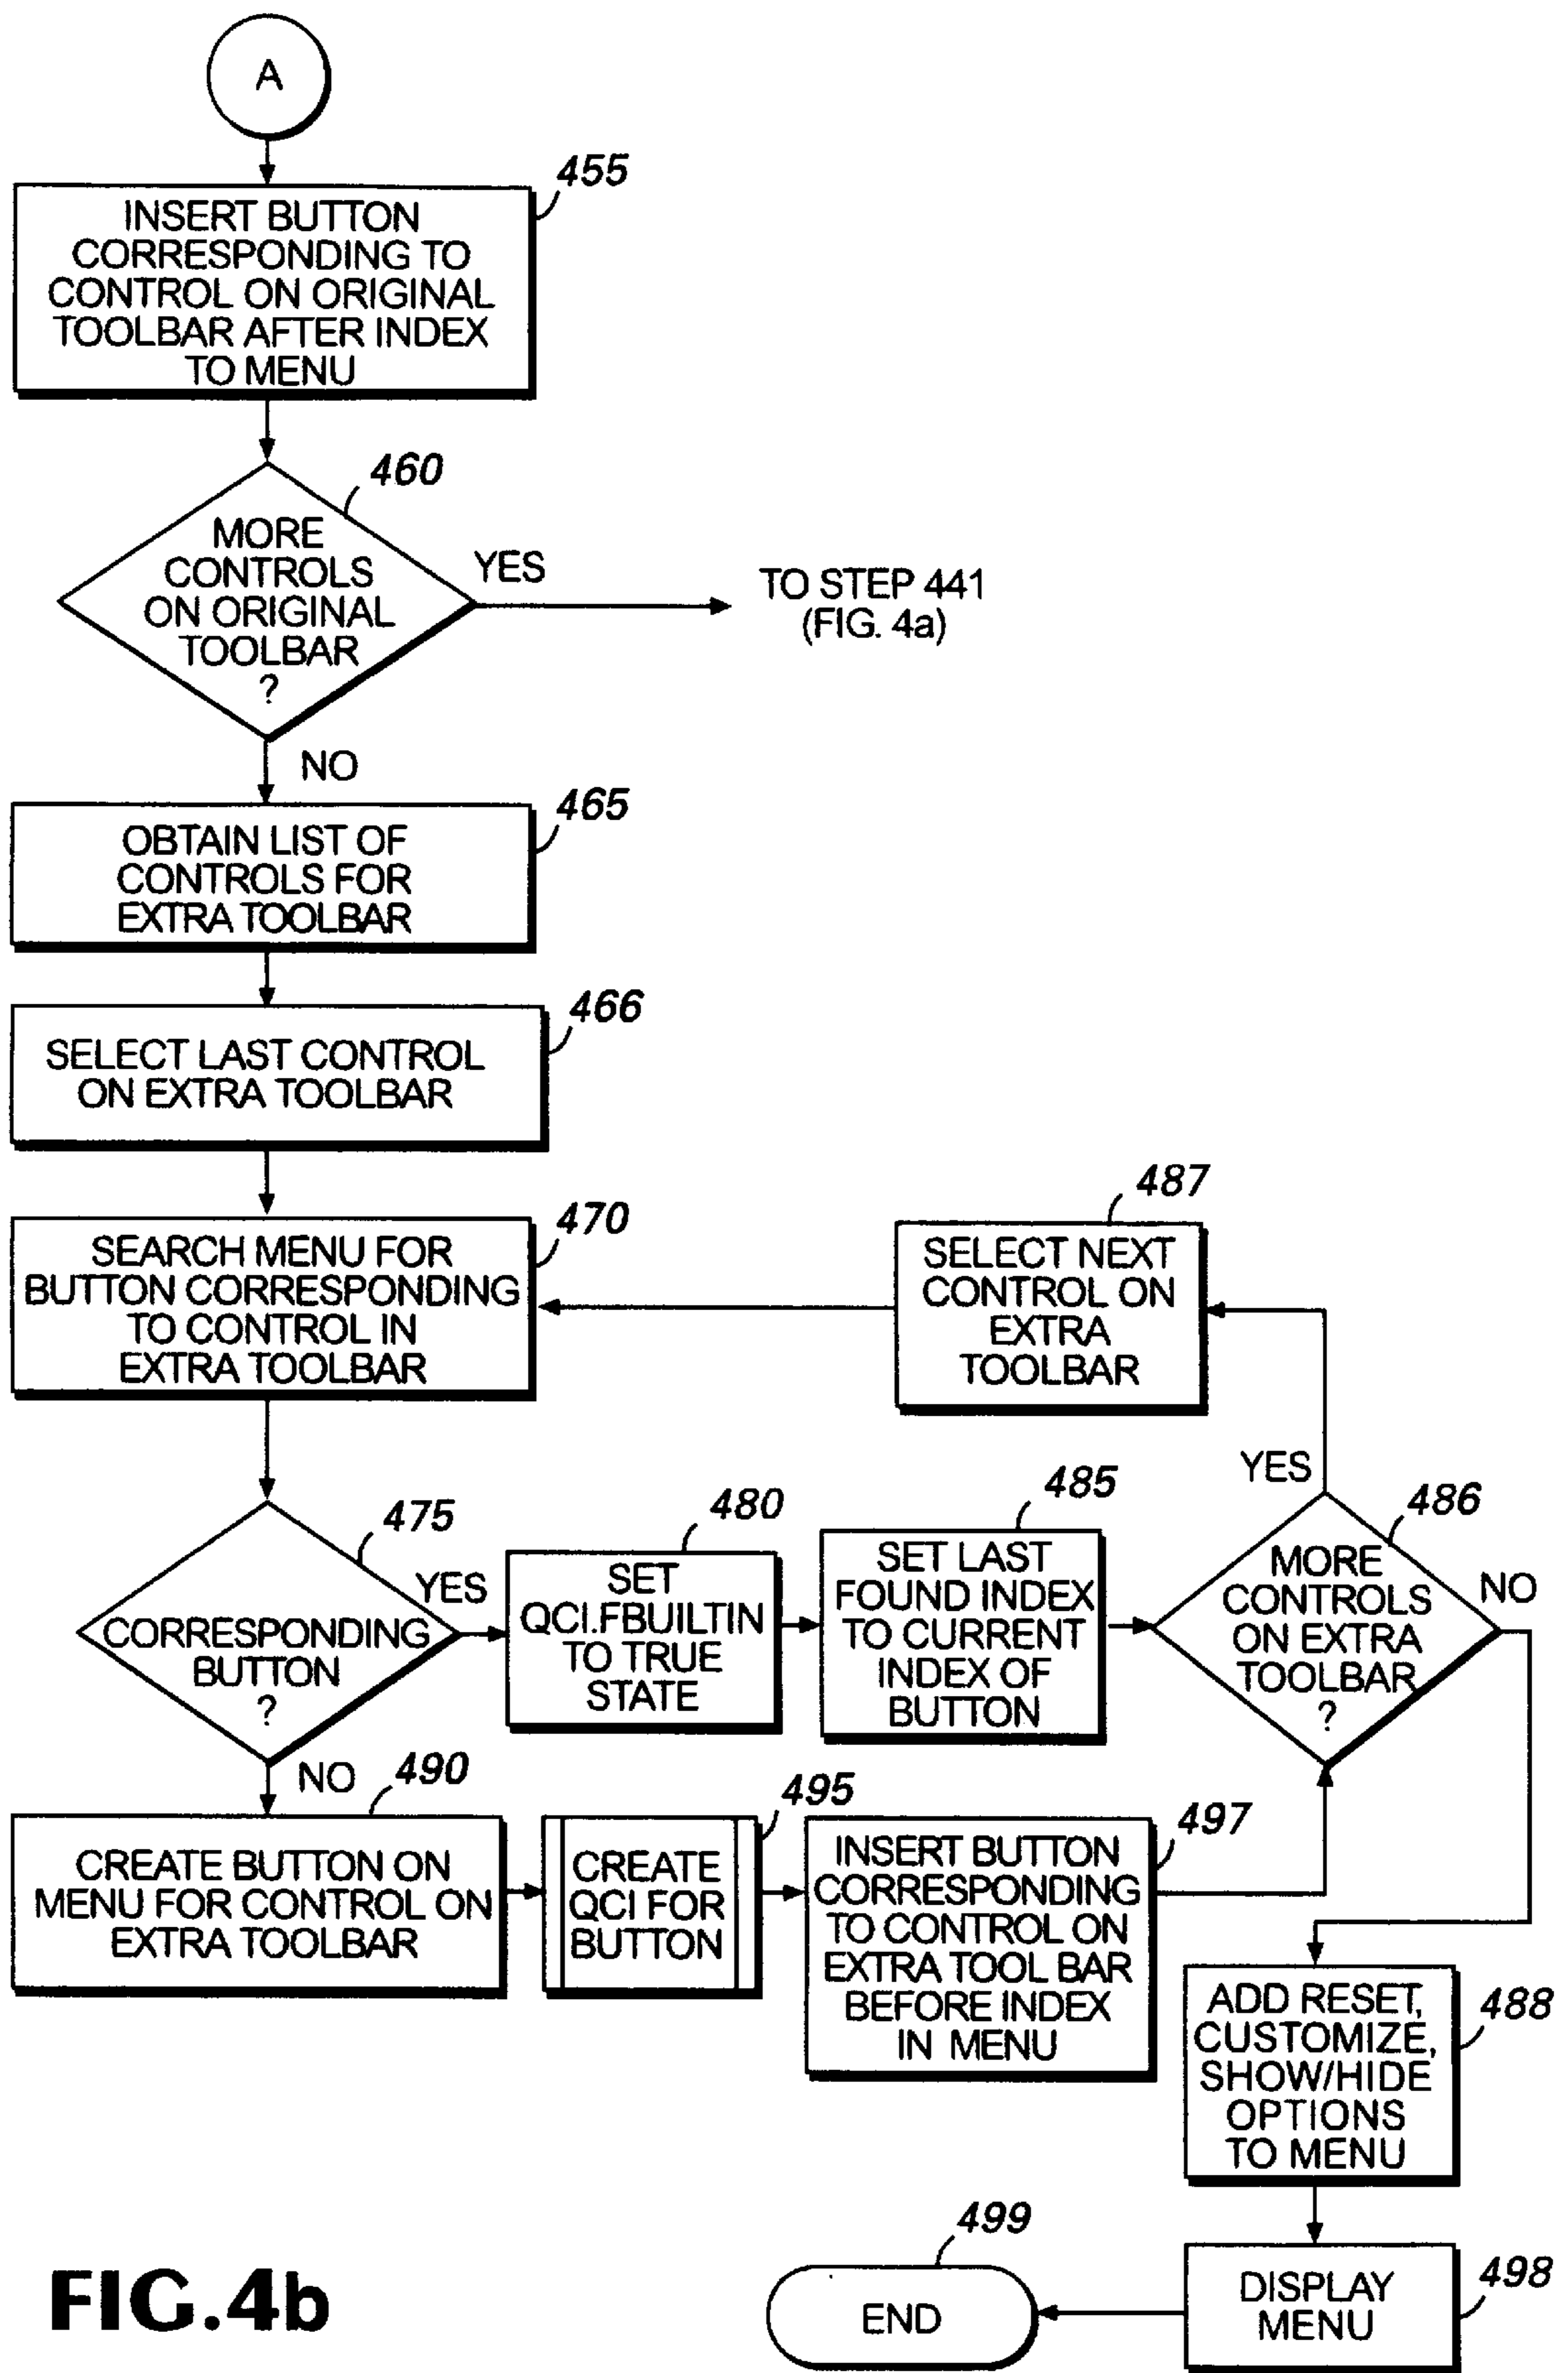 A
455
INSERT BUTTON
CORRESPONDING TO
CONTROL ON ORIGINAL
TOOLBAR AFTER INDEX
TO MENU
460
MORE
CONTROLS
ON ORIGINAL
TOOLBAR
?
YES
TO STEP 441
(FIG. 4a)
NO
465
OBTAIN LIST OF
CONTROLS FOR
EXTRA TOOLBAR
466
SELECT LAST CONTROL
ON EXTRA TOOLBAR
470
SEARCH MENU FOR
BUTTON CORRESPONDING
TO CONTROL IN
EXTRA TOOLBAR
487
SELECT NEXT
CONTROL ON
EXTRA
TOOLBAR
475
CORRESPONDING
BUTTON
?
YES
480
SET
QCI.FBUILTIN
TO TRUE
STATE
485
SET LAST
FOUND INDEX
TO CURRENT
INDEX OF
BUTTON
YES
486
MORE
CONTROLS
ON EXTRA
TOOLBAR
?
NO
NO
490
CREATE BUTTON ON
MENU FOR CONTROL ON
EXTRA TOOLBAR
495
CREATE
QCI FOR
BUTTON
497
INSERT BUTTON
CORRESPONDING
TO CONTROL ON
EXTRA TOOL BAR
BEFORE INDEX
IN MENU
488
ADD RESET,
CUSTOMIZE,
SHOW/HIDE
OPTIONS
TO MENU
498
DISPLAY
MENU
499
END
FIG.4b